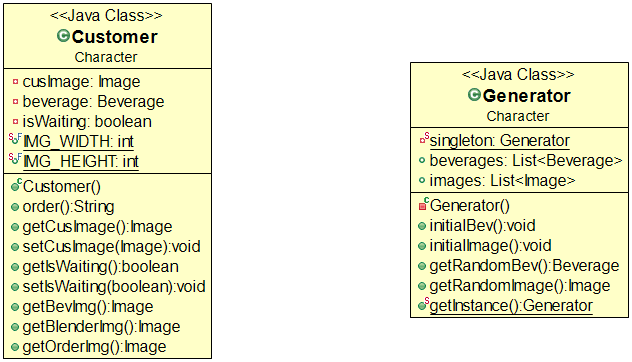 <<Java Class>>
Customer
Character
cusImage: Image
beverage: Beverage
isWaiting: boolean
IMG_WIDTH: int
IMG_HEIGHT: int
Customer()
order():String
getCusImage():Image
setCusImage(Image):void
getIsWaiting():boolean
setIsWaiting(boolean):void
getBevImg():Image
getBlenderImg():Image
getOrderImg():Image
<<Java Class>>
Generator
Character
singleton: Generator
beverages: List<Beverage>
images: List<Image>
Generator()
initialBev():void
initialImage():void
getRandomBev():Beverage
getRandomImage():Image
getInstance():Generator